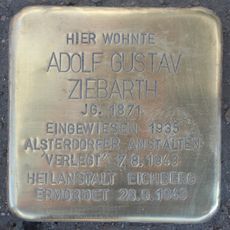 HIER WOHNTE
ADOLF GUSTAV
ZIEBARTH
JG. 1871
EINGEWIESEN 1935
ALSTERDORFER ANSTALTEN
'VERLEGT' 7.8.1943
HEILANSTALT EICHBERG
ERMORDET 28.9.1943